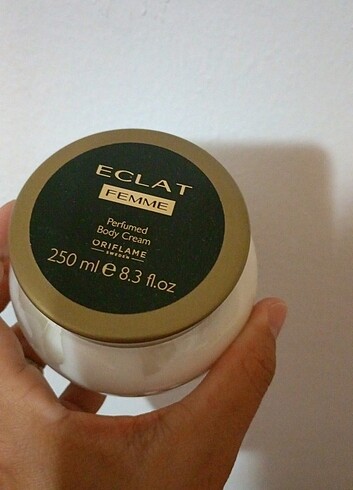 ECLAT
FEMME
Perfumed
Body Cream
ORIFLAME
SWEDEN
250 ml ℮ 8.3 fl.oz